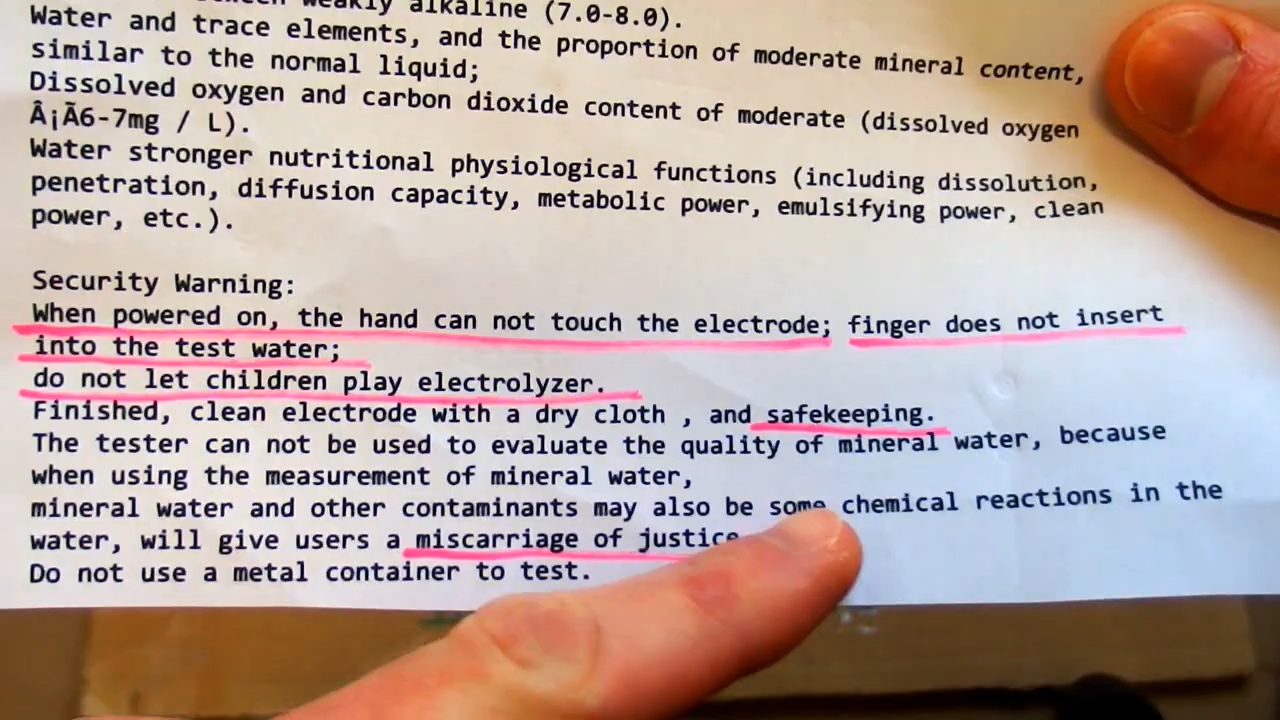 weakly alkaline (7.0-8.0).
Water and trace elements, and the proportion of moderate mineral content,
similar to the normal liquid;
Dissolved oxygen and carbon dioxide content of moderate (dissolved oxygen
Â¡Ã6-7mg / L).
Water stronger nutritional physiological functions (including dissolution,
penetration, diffusion capacity, metabolic power, emulsifying power, clean
power, etc.).
Security Warning:
When powered on, the hand can not touch the electrode; finger does not insert
into the test water;
do not let children play electrolyzer.
Finished, clean electrode with a dry cloth , and safekeeping.
The tester can not be used to evaluate the quality of mineral water, because
when using the measurement of mineral water,
mineral water and other contaminants may also be some chemical reactions in the
water, will give users a miscarriage of justice
Do not use a metal container to test.